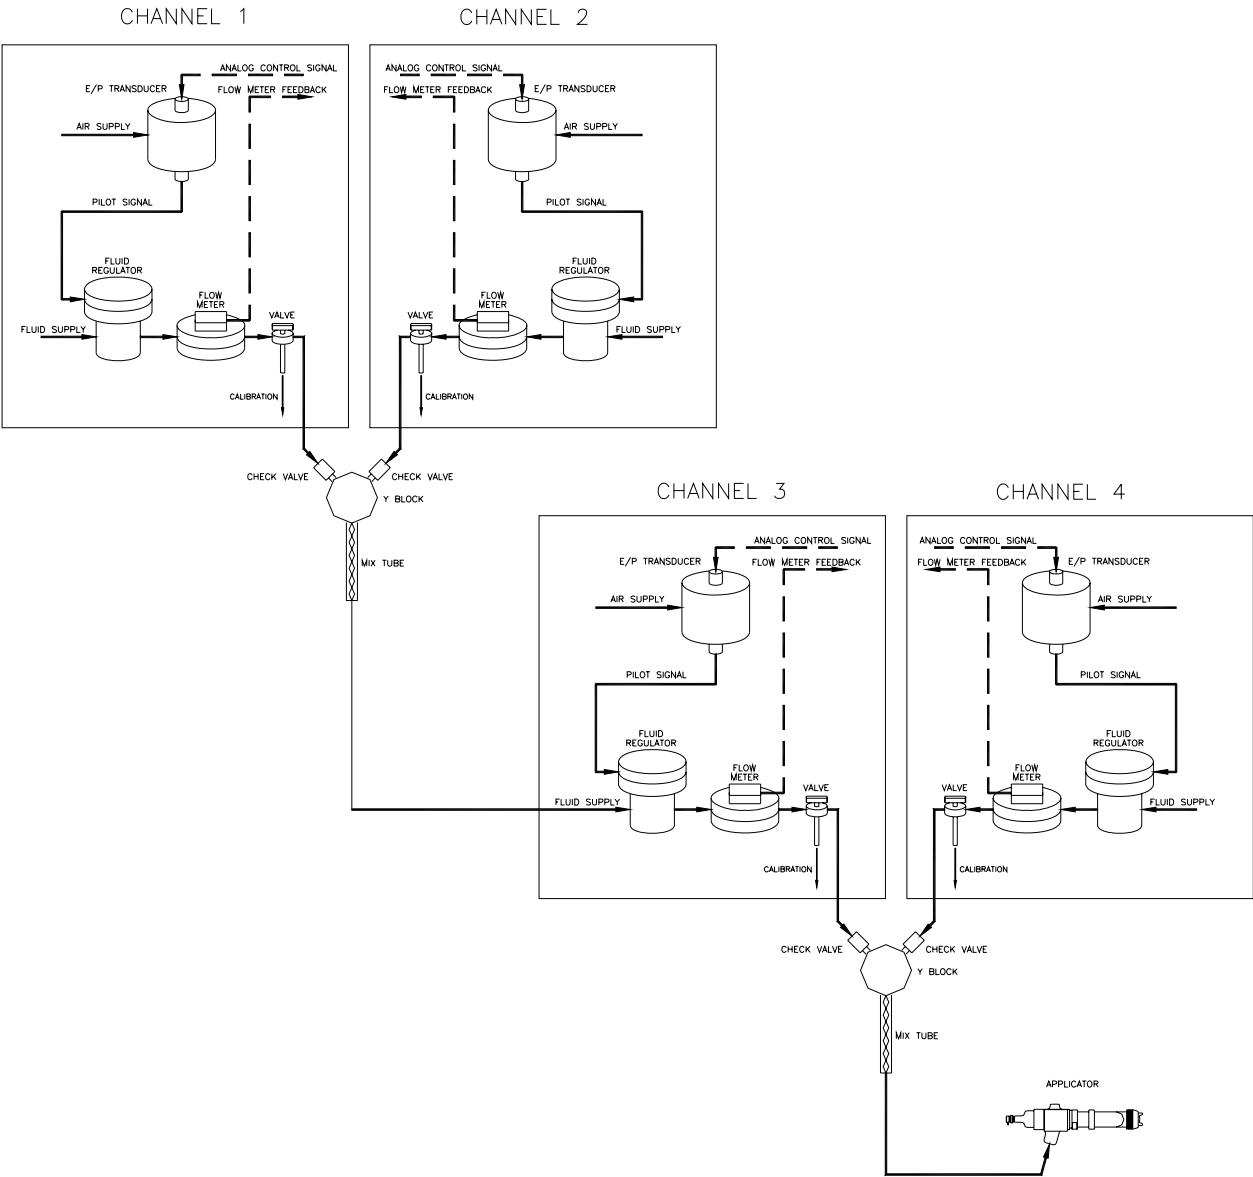 CHANNEL 1
CHANNEL 2
ANALOG CONTROL SIGNAL
E/P TRANSDUCER
FLOW METER FEEDBACK
AIR SUPPLY
PILOT SIGNAL
FLUID
REGULATOR
FLOW
METER
VALVE
FLUID SUPPLY
CALIBRATION
ANALOG CONTROL SIGNAL
FLOW METER FEEDBACK
E/P TRANSDUCER
AIR SUPPLY
PILOT SIGNAL
FLUID
REGULATOR
FLOW
METER
VALVE
FLUID SUPPLY
CALIBRATION
CHECK VALVE
CHECK VALVE
Y BLOCK
MIX TUBE
CHANNEL 3
CHANNEL 4
ANALOG CONTROL SIGNAL
E/P TRANSDUCER
FLOW METER FEEDBACK
AIR SUPPLY
PILOT SIGNAL
FLUID
REGULATOR
FLOW
METER
VALVE
FLUID SUPPLY
CALIBRATION
ANALOG CONTROL SIGNAL
FLOW METER FEEDBACK
E/P TRANSDUCER
AIR SUPPLY
PILOT SIGNAL
FLUID
REGULATOR
FLOW
METER
VALVE
FLUID SUPPLY
CALIBRATION
CHECK VALVE
CHECK VALVE
Y BLOCK
MIX TUBE
APPLICATOR